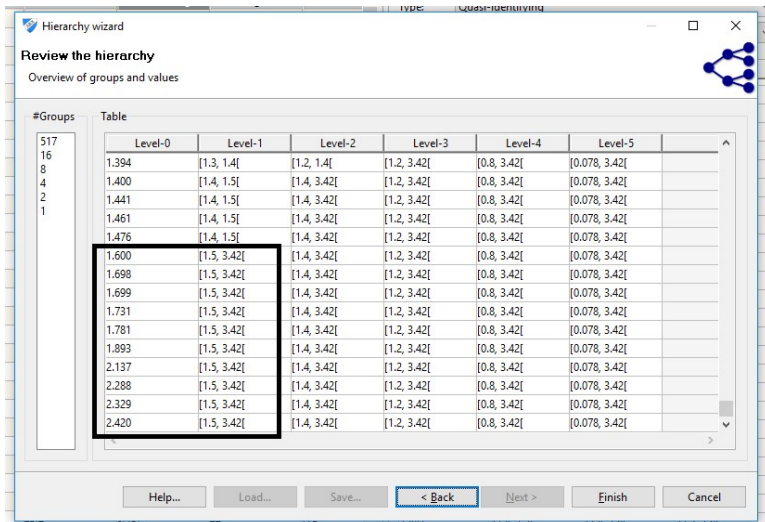 Type: Quasi-identifying
Hierarchy wizard
Review the hierarchy
Overview of groups and values
#Groups
Table
517
16
8
4
2
1
Level-0 Level-1 Level-2 Level-3 Level-4 Level-5
1.394 [1.3, 1.4[ [1.2, 1.4[ [1.2, 3.42[ [0.8, 3.42[ [0.078, 3.42[
1.400 [1.4, 1.5[ [1.4, 3.42[ [1.2, 3.42[ [0.8, 3.42[ [0.078, 3.42[
1.441 [1.4, 1.5[ [1.4, 3.42[ [1.2, 3.42[ [0.8, 3.42[ [0.078, 3.42[
1.461 [1.4, 1.5[ [1.4, 3.42[ [1.2, 3.42[ [0.8, 3.42[ [0.078, 3.42[
1.476 [1.4, 1.5[ [1.4, 3.42[ [1.2, 3.42[ [0.8, 3.42[ [0.078, 3.42[
1.600 [1.5, 3.42[ [1.4, 3.42[ [1.2, 3.42[ [0.8, 3.42[ [0.078, 3.42[
1.698 [1.5, 3.42[ [1.4, 3.42[ [1.2, 3.42[ [0.8, 3.42[ [0.078, 3.42[
1.699 [1.5, 3.42[ [1.4, 3.42[ [1.2, 3.42[ [0.8, 3.42[ [0.078, 3.42[
1.731 [1.5, 3.42[ [1.4, 3.42[ [1.2, 3.42[ [0.8, 3.42[ [0.078, 3.42[
1.781 [1.5, 3.42[ [1.4, 3.42[ [1.2, 3.42[ [0.8, 3.42[ [0.078, 3.42[
1.893 [1.5, 3.42[ [1.4, 3.42[ [1.2, 3.42[ [0.8, 3.42[ [0.078, 3.42[
2.137 [1.5, 3.42[ [1.4, 3.42[ [1.2, 3.42[ [0.8, 3.42[ [0.078, 3.42[
2.288 [1.5, 3.42[ [1.4, 3.42[ [1.2, 3.42[ [0.8, 3.42[ [0.078, 3.42[
2.329 [1.5, 3.42[ [1.4, 3.42[ [1.2, 3.42[ [0.8, 3.42[ [0.078, 3.42[
2.420 [1.5, 3.42[ [1.4, 3.42[ [1.2, 3.42[ [0.8, 3.42[ [0.078, 3.42[
Help... Load... Save... < Back Next > Finish Cancel